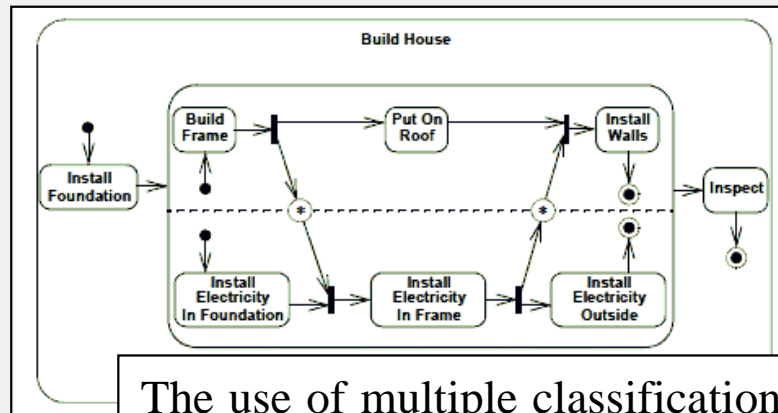 Build House
Build
Frame
Put On
Roof
Install
Walls
Install
Foundation
Inspect
*
*
Install
Electricity
In Foundation
Install
Electricity
In Frame
Install
Electricity
Outside
The use of multiple classification